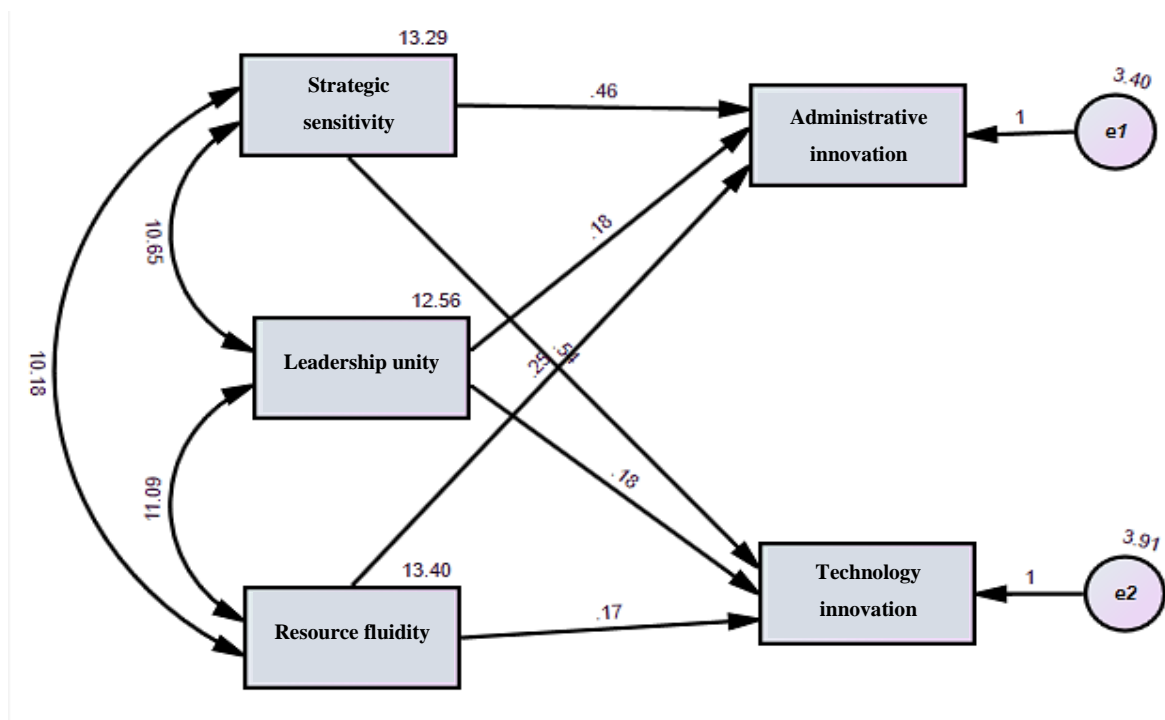 13.29
Strategic
sensitivity
.46
3.40
Administrative
innovation
1
e1
.18
10.65
12.56
Leadership unity
10.18
.25
.54
.18
11.09
13.40
Resource fluidity
.17
3.91
Technology
innovation
1
e2